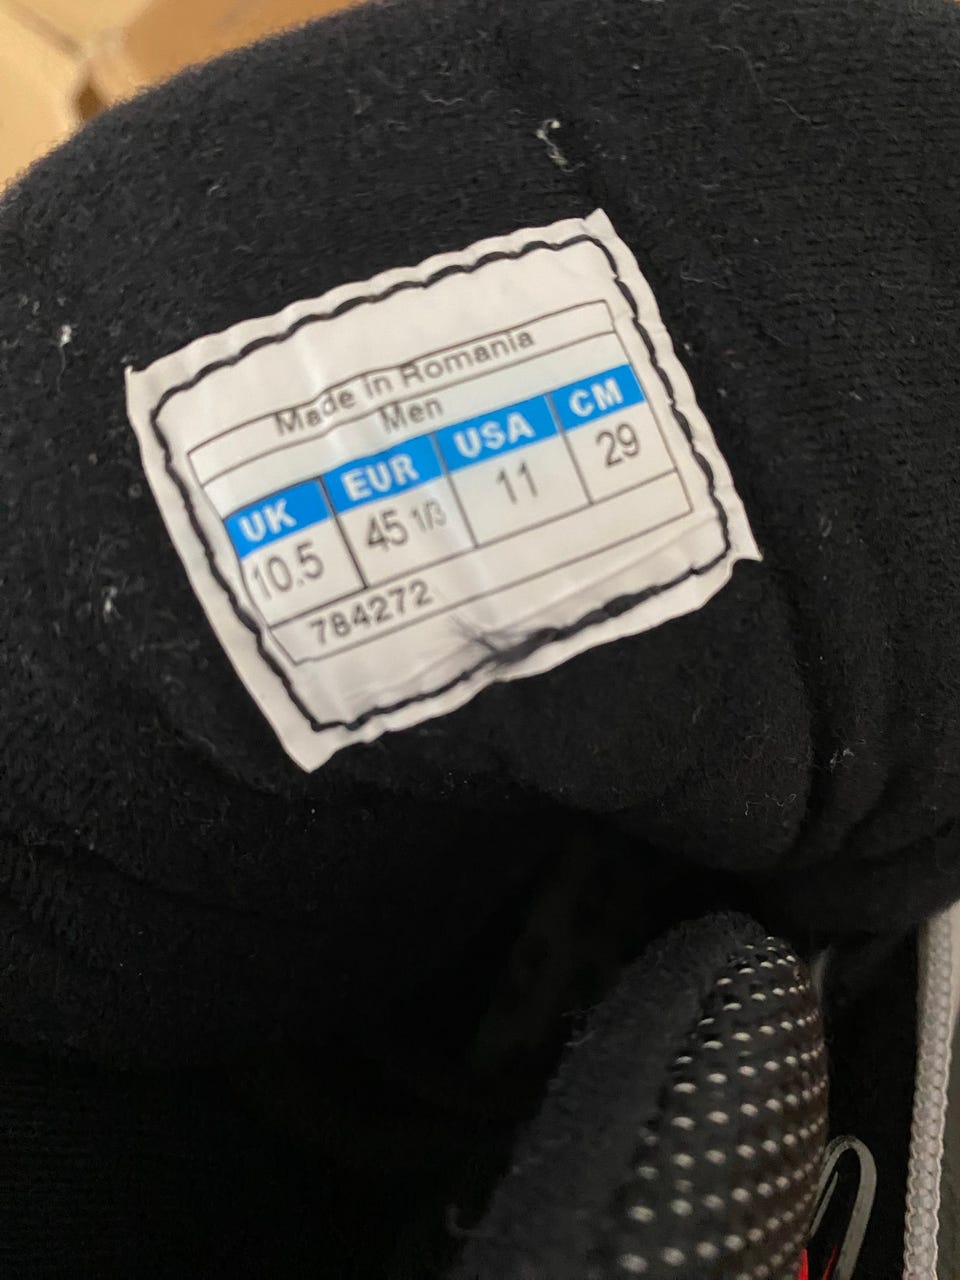 Made in Romania
Men
UK EUR USA CM
10.5 45 1/3 11 29
784272